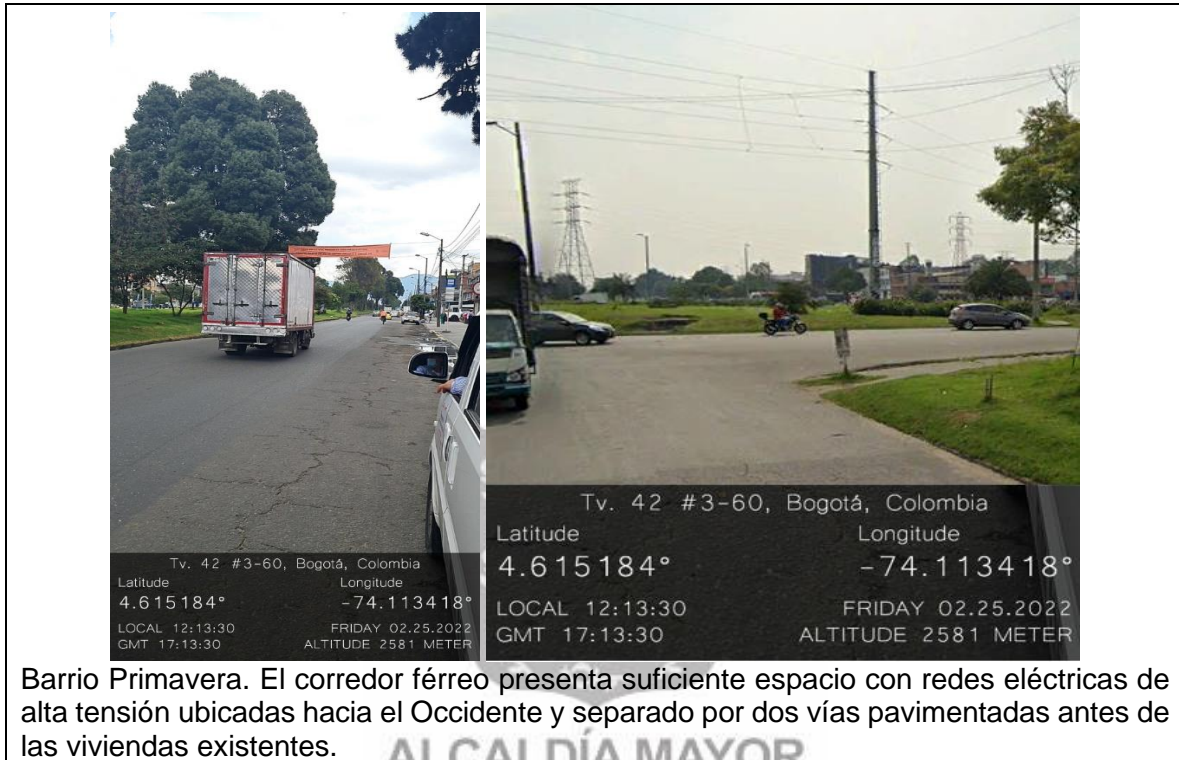 Tv. 42 #3-60, Bogotá, Colombia
Latitude
Longitude
4.615184°
-74.113418°
LOCAL 12:13:30
FRIDAY 02.25.2022
GMT 17:13:30
ALTITUDE 2581 METER
Tv. 42 #3-60, Bogotá, Colombia
Latitude
Longitude
4.615184°
-74.113418°
LOCAL 12:13:30
FRIDAY 02.25.2022
GMT 17:13:30
ALTITUDE 2581 METER
Barrio Primavera. El corredor férreo presenta suficiente espacio con redes eléctricas de
alta tensión ubicadas hacia el Occidente y separado por dos vías pavimentadas antes de
las viviendas existentes.
ALCALDÍA MAYOR